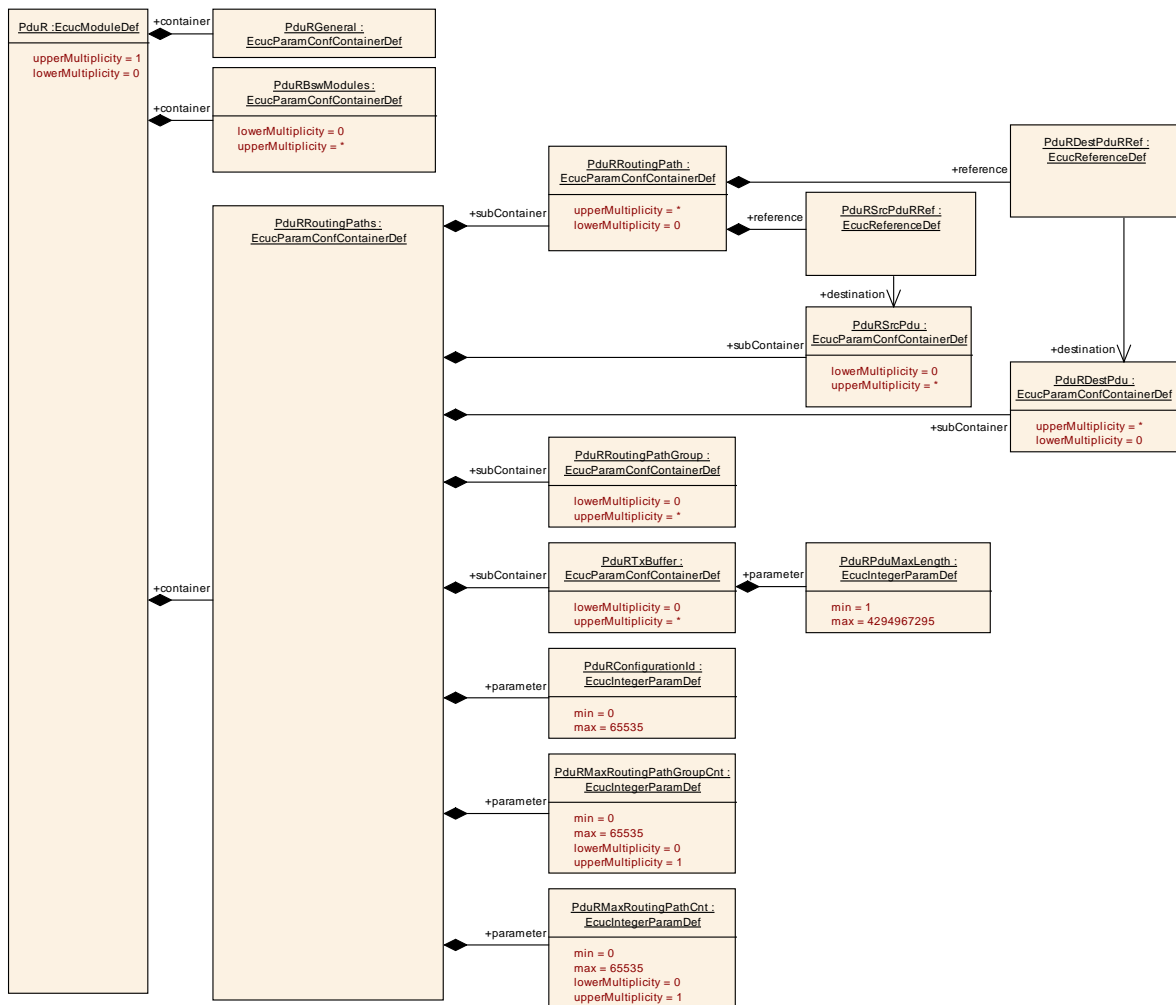 PduR :EcucModuleDef
upperMultiplicity = 1
lowerMultiplicity = 0
+container
PduRGeneral :
EcucParamConfContainerDef
+container
PduRBswModules :
EcucParamConfContainerDef
lowerMultiplicity = 0
upperMultiplicity = *
+container
PduRRoutingPaths :
EcucParamConfContainerDef
+subContainer
PduRRoutingPath :
EcucParamConfContainerDef
upperMultiplicity = *
lowerMultiplicity = 0
+reference
PduRDestPduRRef :
EcucReferenceDef
+reference
PduRSrcPduRRef :
EcucReferenceDef
+destination
+subContainer
PduRSrcPdu :
EcucParamConfContainerDef
lowerMultiplicity = 0
upperMultiplicity = *
+destination
+subContainer
PduRDestPdu :
EcucParamConfContainerDef
upperMultiplicity = *
lowerMultiplicity = 0
+subContainer
PduRRoutingPathGroup :
EcucParamConfContainerDef
lowerMultiplicity = 0
upperMultiplicity = *
+subContainer
PduRTxBuffer :
EcucParamConfContainerDef
lowerMultiplicity = 0
upperMultiplicity = *
+parameter
PduRPduMaxLength :
EcucIntegerParamDef
min = 1
max = 4294967295
+parameter
PduRConfigurationId :
EcucIntegerParamDef
min = 0
max = 65535
+parameter
PduRMaxRoutingPathGroupCnt :
EcucIntegerParamDef
min = 0
max = 65535
lowerMultiplicity = 0
upperMultiplicity = 1
+parameter
PduRMaxRoutingPathCnt :
EcucIntegerParamDef
min = 0
max = 65535
lowerMultiplicity = 0
upperMultiplicity = 1